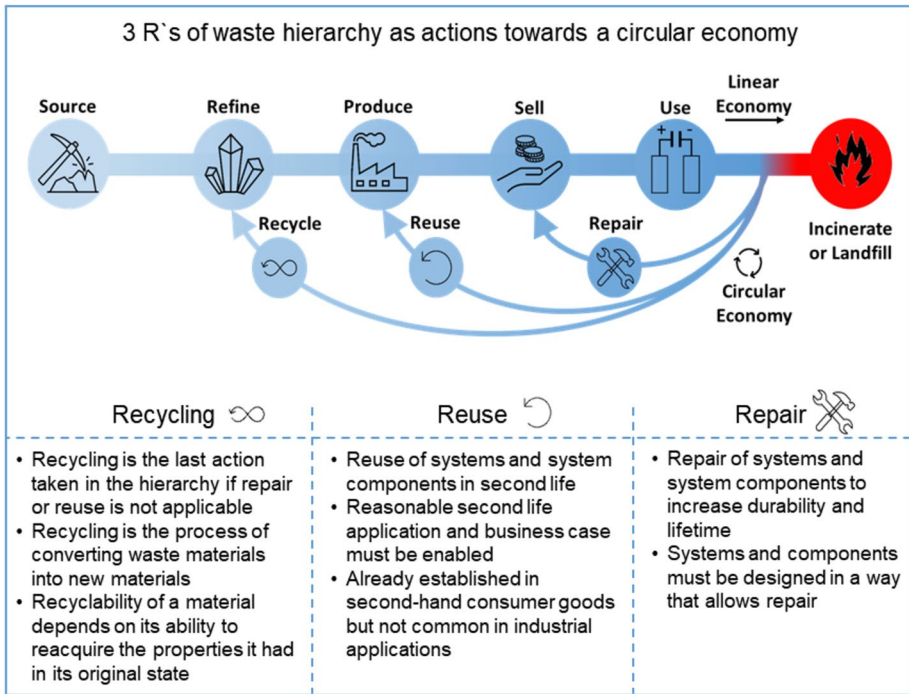 3 R`s of waste hierarchy as actions towards a circular economy
Source
Refine
Produce
Sell
Use
Linear
Economy
+ -
Recycle
Reuse
Repair
Incinerate
or Landfill
Circular
Economy
Recycling
• Recycling is the last action
taken in the hierarchy if repair
or reuse is not applicable
• Recycling is the process of
converting waste materials
into new materials
• Recyclability of a material
depends on its ability to
reacquire the properties it had
in its original state
Reuse
• Reuse of systems and system
components in second life
• Reasonable second life
application and business case
must be enabled
• Already established in
second-hand consumer goods
but not common in industrial
applications
Repair
• Repair of systems and
system components to
increase durability and
lifetime
• Systems and components
must be designed in a way
that allows repair